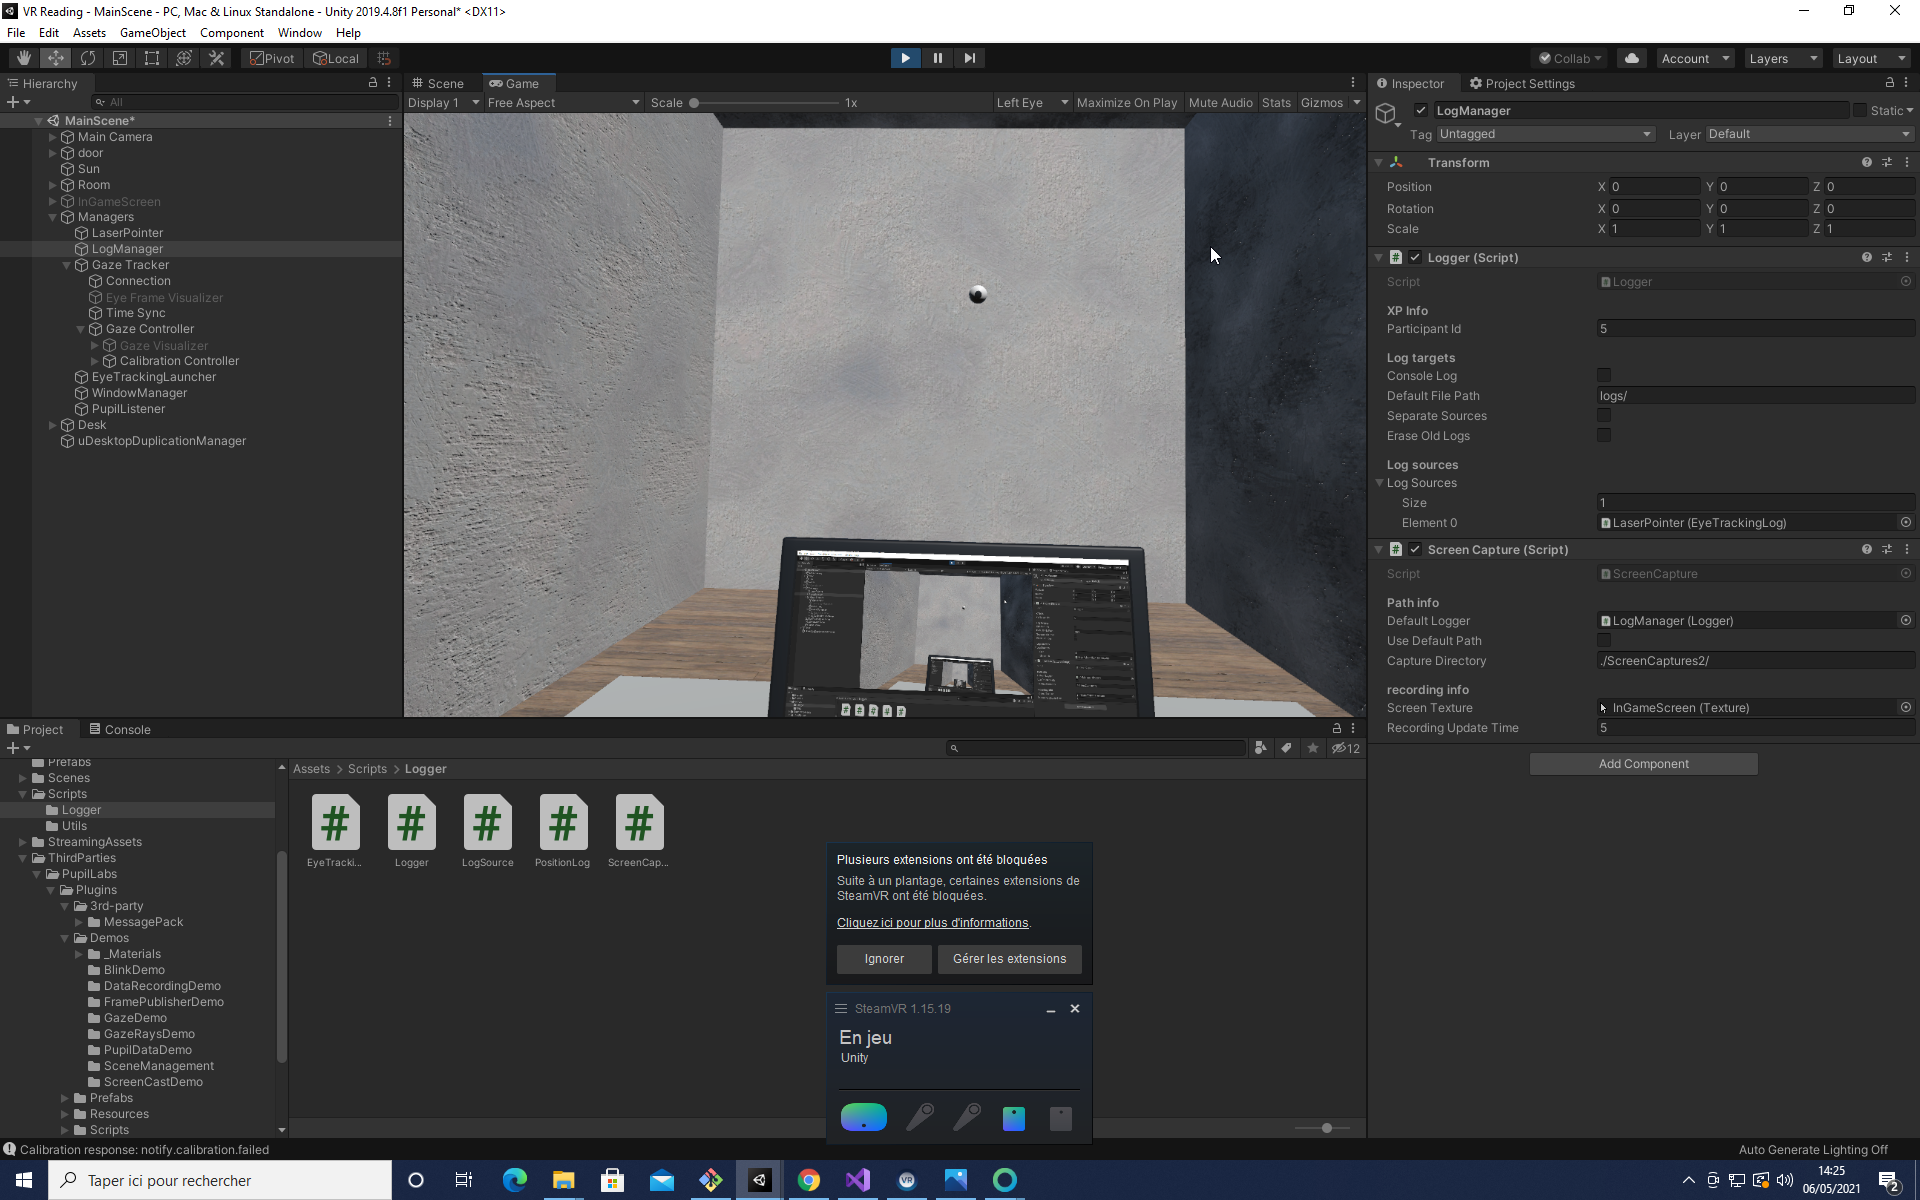 VR Reading - MainScene - PC, Mac & Linux Standalone - Unity 2019.4.8f1 Personal* <DX11>
File Edit Assets GameObject Component Window Help
Pivot Local Collab Account Layers Layout
Hierarchy
All
MainScene*
Main Camera
door
Sun
Room
InGameScreen
Managers
LaserPointer
LogManager
Gaze Tracker
Connection
Eye Frame Visualizer
Time Sync
Gaze Controller
Gaze Visualizer
Calibration Controller
EyeTrackingLauncher
WindowManager
PupilListener
Desk
uDesktopDuplicationManager
Scene Game
Display 1 Free Aspect Scale 1x Left Eye Maximize On Play Mute Audio Stats Gizmos
Inspector Project Settings
LogManager Static
Tag Untagged Layer Default
Transform
Position X 0 Y 0 Z 0
Rotation X 0 Y 0 Z 0
Scale X 1 Y 1 Z 1
Logger (Script)
Script Logger
XP Info
Participant Id 5
Log targets
Console Log
Default File Path logs/
Separate Sources
Erase Old Logs
Log sources
Log Sources
Size 1
Element 0 LaserPointer (EyeTrackingLog)
Screen Capture (Script)
Script ScreenCapture
Path info
Default Logger LogManager (Logger)
Use Default Path
Capture Directory ./ScreenCaptures2/
recording info
Screen Texture InGameScreen (Texture)
Recording Update Time 5
Add Component
Project Console
12
Prefabs
Scenes
Scripts
Logger
Utils
StreamingAssets
ThirdParties
PupilLabs
Plugins
3rd-party
MessagePack
Demos
_Materials
BlinkDemo
DataRecordingDemo
FramePublisherDemo
GazeDemo
GazeRaysDemo
PupilDataDemo
SceneManagement
ScreenCastDemo
Prefabs
Resources
Scripts
Assets > Scripts > Logger
EyeTracki... Logger LogSource PositionLog ScreenCap...
Plusieurs extensions ont été bloquées
Suite à un plantage, certaines extensions de
SteamVR ont été bloquées.
Cliquez ici pour plus d'informations.
Ignorer Gérer les extensions
SteamVR 1.15.19
En jeu
Unity
Calibration response: notify.calibration.failed
Auto Generate Lighting Off
Taper ici pour rechercher
VR
14:25
06/05/2021
2